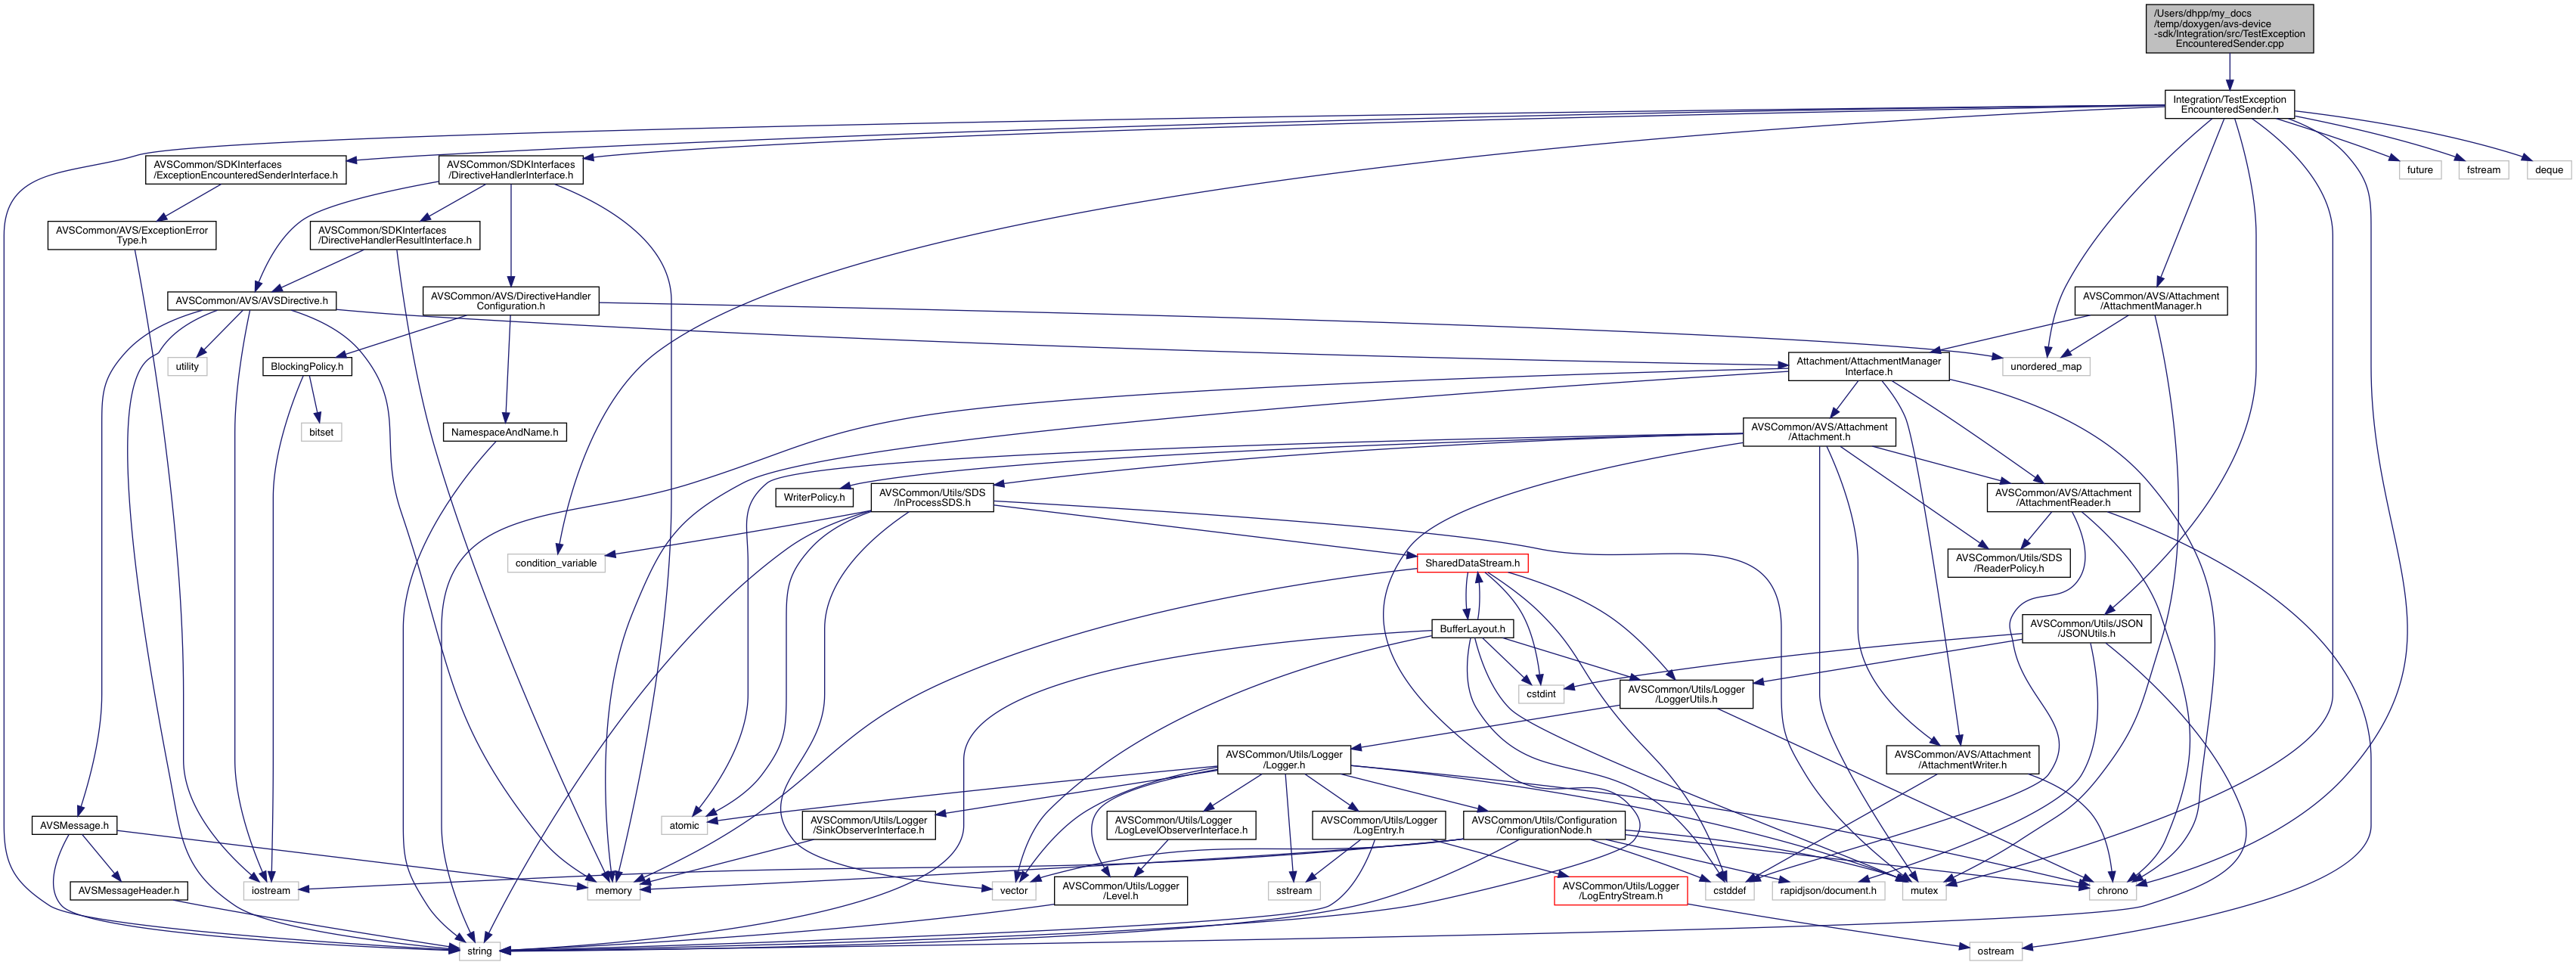 /Users/dhpp/my_docs
/temp/doxygen/avs-device
-sdk/Integration/src/TestException
EncounteredSender.cpp
Integration/TestException
EncounteredSender.h
AVSCommon/SDKInterfaces
/ExceptionEncounteredSenderInterface.h
AVSCommon/SDKInterfaces
/DirectiveHandlerInterface.h
future
fstream
deque
AVSCommon/AVS/ExceptionError
Type.h
AVSCommon/SDKInterfaces
/DirectiveHandlerResultInterface.h
AVSCommon/AVS/AVSDirective.h
AVSCommon/AVS/DirectiveHandler
Configuration.h
AVSCommon/AVS/Attachment
/AttachmentManager.h
utility
BlockingPolicy.h
Attachment/AttachmentManager
Interface.h
unordered_map
bitset
NamespaceAndName.h
AVSCommon/AVS/Attachment
/Attachment.h
WriterPolicy.h
AVSCommon/Utils/SDS
/InProcessSDS.h
AVSCommon/AVS/Attachment
/AttachmentReader.h
condition_variable
SharedDataStream.h
AVSCommon/Utils/SDS
/ReaderPolicy.h
BufferLayout.h
AVSCommon/Utils/JSON
/JSONUtils.h
cstdint
AVSCommon/Utils/Logger
/LoggerUtils.h
AVSCommon/Utils/Logger
/Logger.h
AVSCommon/AVS/Attachment
/AttachmentWriter.h
AVSMessage.h
atomic
AVSCommon/Utils/Logger
/SinkObserverInterface.h
AVSCommon/Utils/Logger
/LogLevelObserverInterface.h
AVSCommon/Utils/Logger
/LogEntry.h
AVSCommon/Utils/Configuration
/ConfigurationNode.h
AVSMessageHeader.h
iostream
memory
vector
AVSCommon/Utils/Logger
/Level.h
sstream
AVSCommon/Utils/Logger
/LogEntryStream.h
cstddef
rapidjson/document.h
mutex
chrono
string
ostream